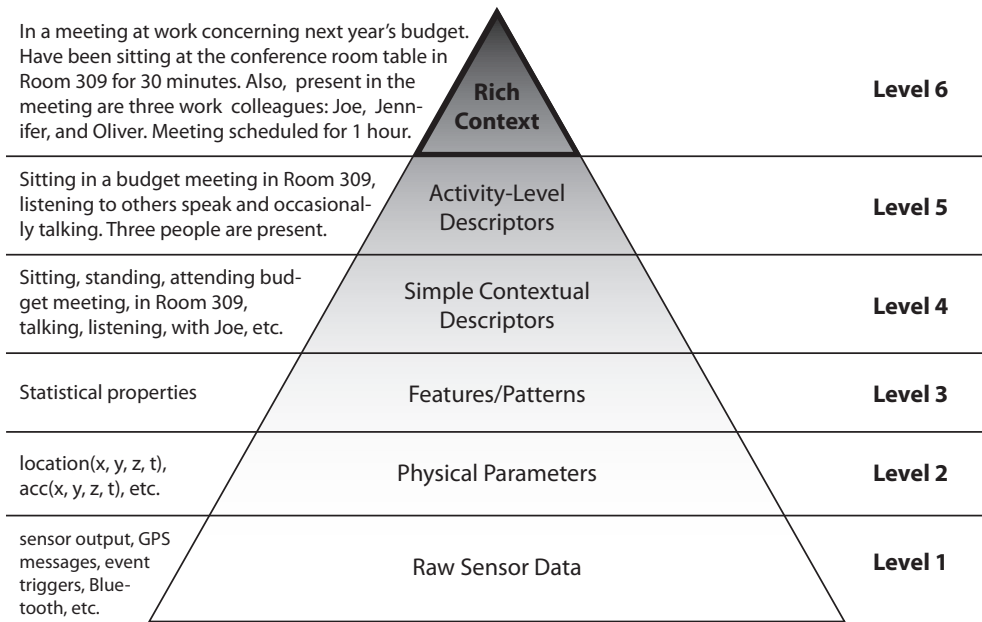 In a meeting at work concerning next year’s budget.
Have been sitting at the conference room table in
Room 309 for 30 minutes. Also, present in the
meeting are three work colleagues: Joe, Jenn-
ifer, and Oliver. Meeting scheduled for 1 hour.
Rich
Context
Level 6
Sitting in a budget meeting in Room 309,
listening to others speak and occasional-
ly talking. Three people are present.
Activity-Level
Descriptors
Level 5
Sitting, standing, attending bud-
get meeting, in Room 309,
talking, listening, with Joe, etc.
Simple Contextual
Descriptors
Level 4
Statistical properties
Features/Patterns
Level 3
location(x, y, z, t),
acc(x, y, z, t), etc.
Physical Parameters
Level 2
sensor output, GPS
messages, event
triggers, Blue-
tooth, etc.
Raw Sensor Data
Level 1